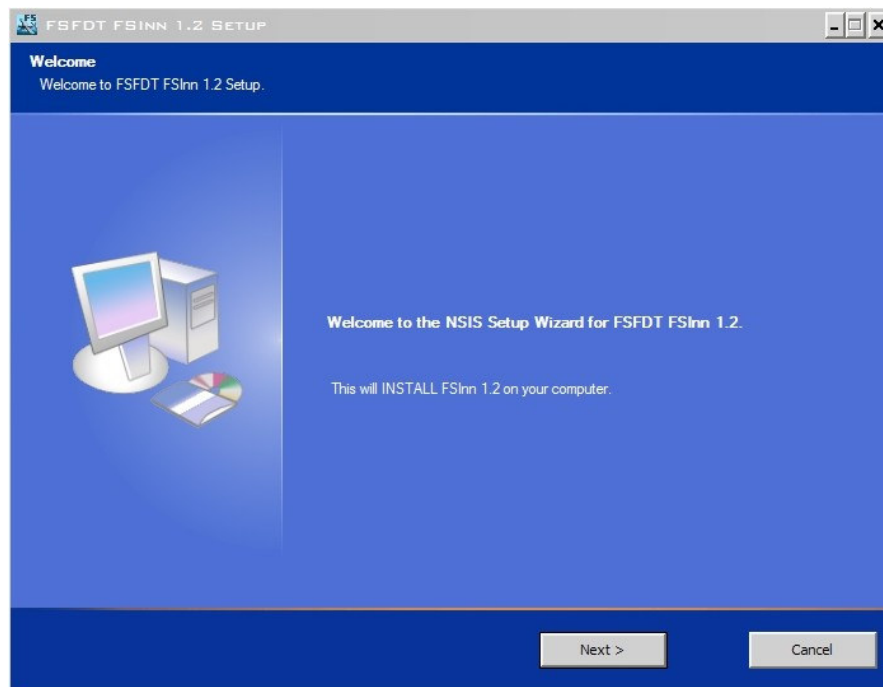 FS
FSFDT FSInn 1.2 Setup
Welcome
Welcome to FSFDT FSInn 1.2 Setup.
Welcome to the NSIS Setup Wizard for FSFDT FSInn 1.2.
This will INSTALL FSInn 1.2 on your computer.
Next >
Cancel